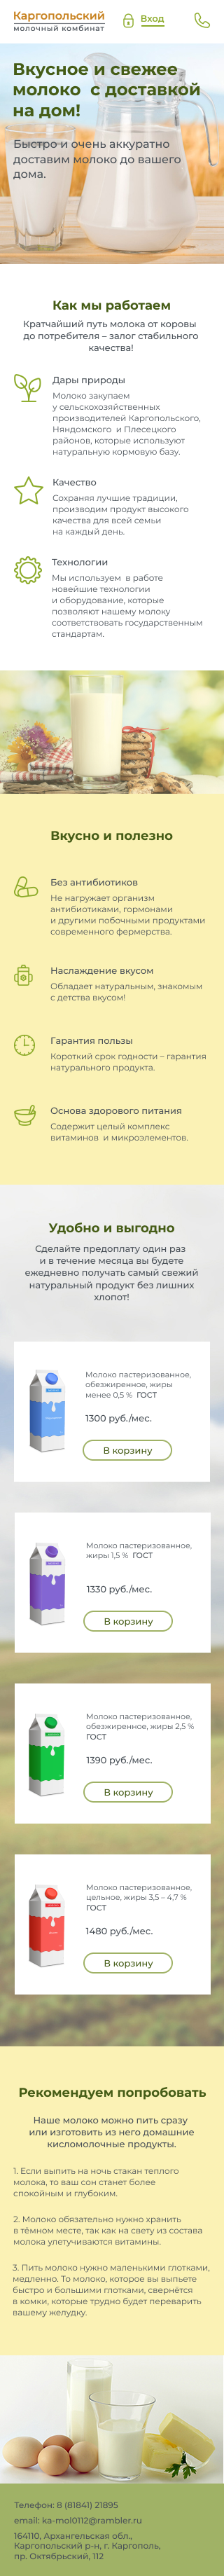 Каргопольский
молочный комбинат
Вход
Вкусное и свежее
молоко с доставкой
на дом!
Быстро и очень аккуратно
доставим молоко до вашего
дома.
Как мы работаем
Кратчайший путь молока от коровы
до потребителя – залог стабильного
качества!
Дары природы
Молоко закупаем
у сельскохозяйственных
производителей Каргопольского,
Няндомского и Плесецкого
районов, которые используют
натуральную кормовую базу.
Качество
Сохраняя лучшие традиции,
производим продукт высокого
качества для всей семьи
на каждый день.
Технологии
Мы используем в работе
новейшие технологии
и оборудование, которые
позволяют нашему молоку
соответствовать государственным
стандартам.
Вкусно и полезно
Без антибиотиков
Не нагружает организм
антибиотиками, гормонами
и другими побочными продуктами
современного фермерства.
Наслаждение вкусом
Обладает натуральным, знакомым
с детства вкусом!
Гарантия пользы
Короткий срок годности – гарантия
натурального продукта.
Основа здорового питания
Содержит целый комплекс
витаминов и микроэлементов.
Удобно и выгодно
Сделайте предоплату один раз
и в течение месяца вы будете
ежедневно получать самый свежий
натуральный продукт без лишних
хлопот!
Молоко пастеризованное,
обезжиренное, жиры
менее 0,5 % ГОСТ
1300 руб./мес.
В корзину
Молоко пастеризованное,
жиры 1,5 % ГОСТ
1330 руб./мес.
В корзину
Молоко пастеризованное,
обезжиренное, жиры 2,5 %
ГОСТ
1390 руб./мес.
В корзину
Молоко пастеризованное,
цельное, жиры 3,5 – 4,7 %
ГОСТ
1480 руб./мес.
В корзину
Рекомендуем попробовать
Наше молоко можно пить сразу
или изготовить из него домашние
кисломолочные продукты.
1. Если выпить на ночь стакан теплого
молока, то ваш сон станет более
спокойным и глубоким.
2. Молоко обязательно нужно хранить
в тёмном месте, так как на свету из состава
молока улетучиваются витамины.
3. Пить молоко нужно маленькими глотками,
медленно. То молоко, которое вы выпьете
быстро и большими глотками, свернётся
в комки, которые трудно будет переварить
вашему желудку.
Телефон: 8 (81841) 21895
email: ka-mol0112@rambler.ru
164110, Архангельская обл.,
Каргопольский р-н, г. Каргополь,
пр. Октябрьский, 112